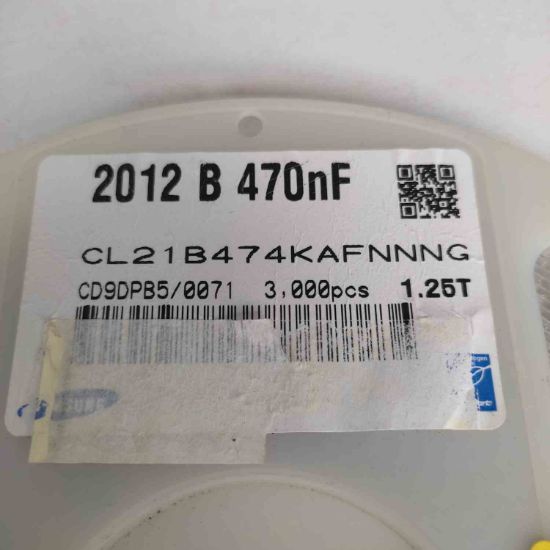 2012 B 470nF
CL21B474KAFNNNG
CD9DPB5/0071 3,000pcs 1.25T